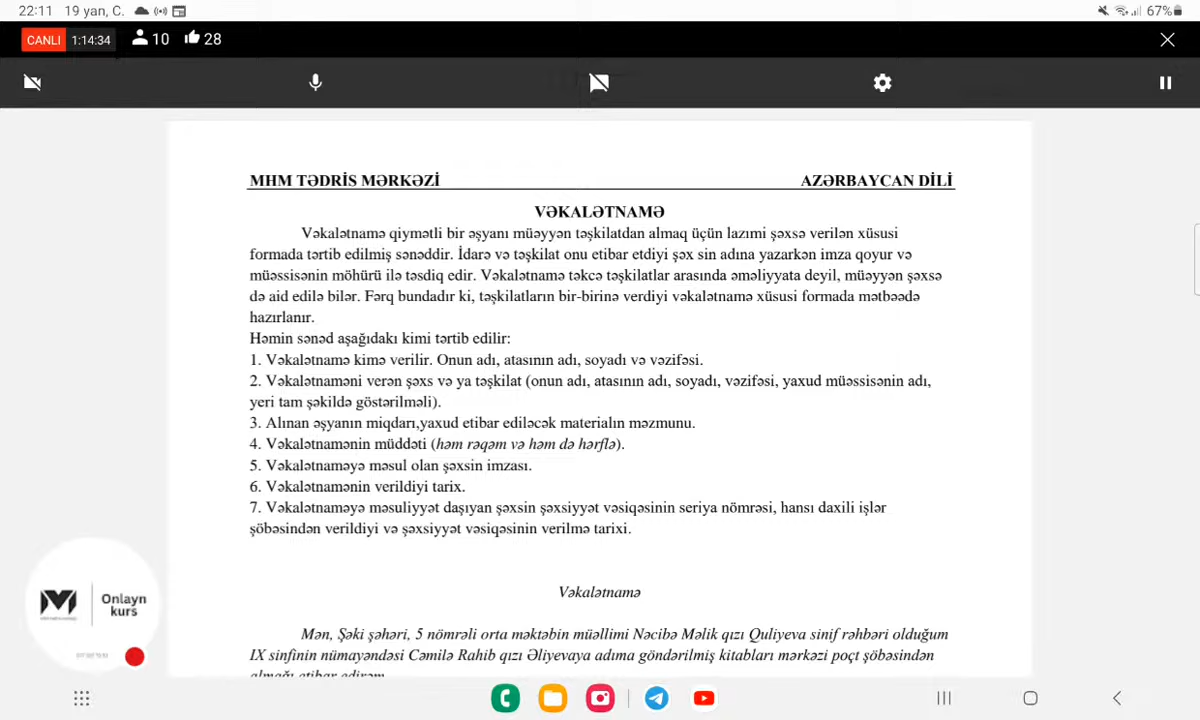 22:11 19 yan, C. 67%
CANLI 1:14:34 10 28
MHM TƏDRİS MƏRKƏZİ AZƏRBAYCAN DİLİ
VƏKALƏTNAMƏ
Vəkalətnamə qiymətli bir əşyanı müəyyən təşkilatdan almaq üçün lazımi şəxsə verilən xüsusi
formada tərtib edilmiş sənəddir. İdarə və təşkilat onu etibar etdiyi şəx sin adına yazarkən imza qoyur və
müəssisənin möhürü ilə təsdiq edir. Vəkalətnamə təkcə təşkilatlar arasında əməliyyata deyil, müəyyən şəxsə
də aid edilə bilər. Fərq bundadır ki, təşkilatların bir-birinə verdiyi vəkalətnamə xüsusi formada mətbəədə
hazırlanır.
Həmin sənəd aşağıdakı kimi tərtib edilir:
1. Vəkalətnamə kimə verilir. Onun adı, atasının adı, soyadı və vəzifəsi.
2. Vəkalətnaməni verən şəxs və ya təşkilat (onun adı, atasının adı, soyadı, vəzifəsi, yaxud müəssisənin adı,
yeri tam şəkildə göstərilməli).
3. Alınan əşyanın miqdarı,yaxud etibar ediləcək materialın məzmunu.
4. Vəkalətnamənin müddəti (həm rəqəm və həm də hərflə).
5. Vəkalətnaməyə məsul olan şəxsin imzası.
6. Vəkalətnamənin verildiyi tarix.
7. Vəkalətnaməyə məsuliyyət daşıyan şəxsin şəxsiyyət vəsiqəsinin seriya nömrəsi, hansı daxili işlər
şöbəsindən verildiyi və şəxsiyyət vəsiqəsinin verilmə tarixi.
Vəkalətnamə
Mən, Şəki şəhəri, 5 nömrəli orta məktəbin müəllimi Nəcibə Məlik qızı Quliyeva sinif rəhbəri olduğum
IX sinfinin nümayəndəsi Cəmilə Rahib qızı Əliyevaya adıma göndərilmiş kitabları mərkəzi poçt şöbəsindən
almağı etibar edirəm
Onlayn
kurs